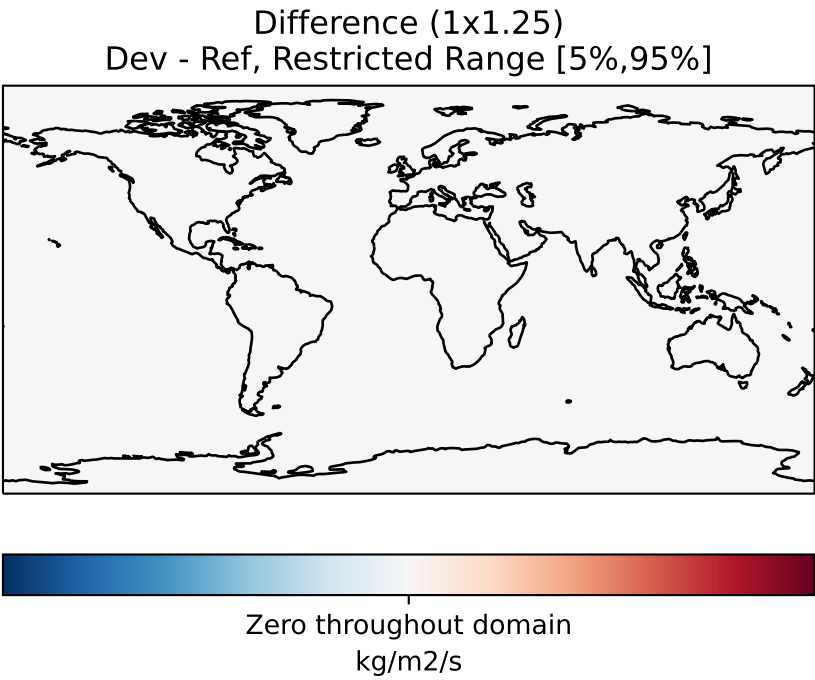 Difference (1x1.25)
Dev - Ref, Restricted Range [5%,95%]
Zero throughout domain
kg/m2/s